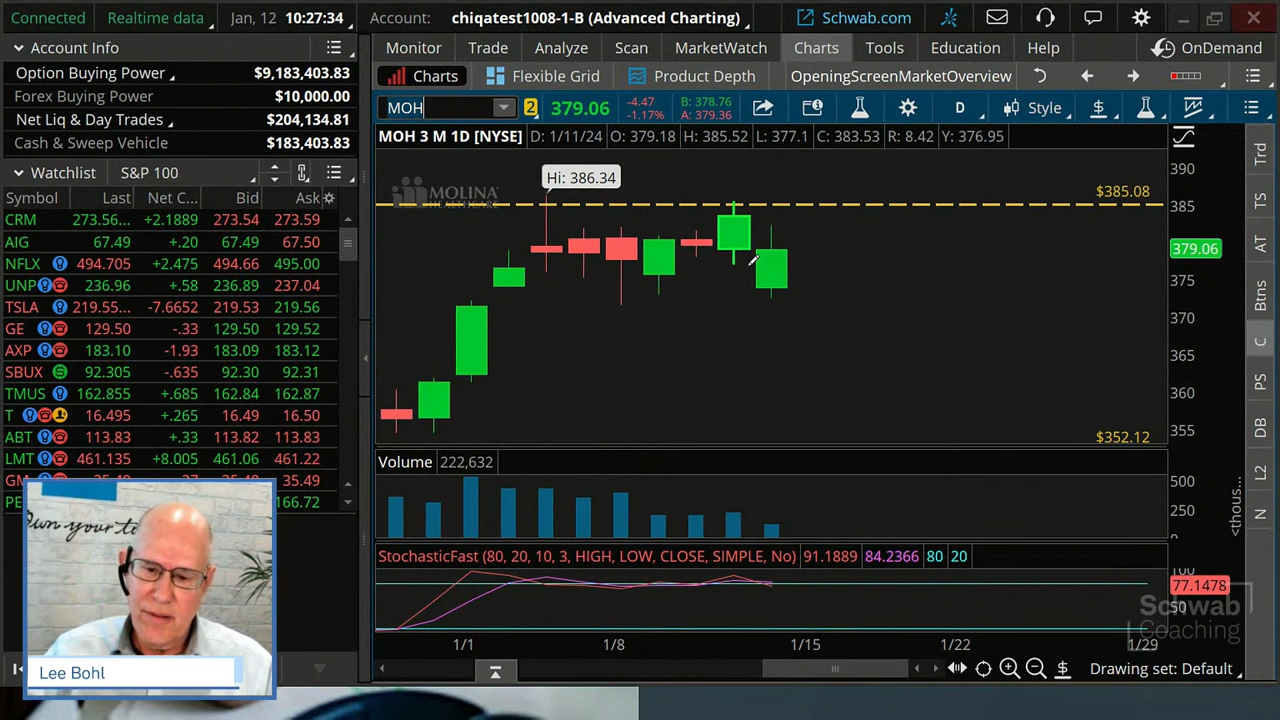 Connected Realtime data Jan, 12 10:27:34 Account: chiqatest1008-1-B (Advanced Charting) Schwab.com
Account Info
Option Buying Power $9,183,403.83
Forex Buying Power $10,000.00
Net Liq & Day Trades $204,134.81
Cash & Sweep Vehicle $183,403.83
Watchlist S&P 100
Symbol Last Net C... Bid Ask
CRM 273.56... +2.1889 273.54 273.59
AIG 67.49 +.20 67.49 67.50
NFLX 494.705 +2.475 494.66 495.00
UNP 236.926 +.58 236.89 237.04
TSLA 219.55... -7.6652 219.53 219.56
GE 129.50 -.33 129.50 129.52
AXP 183.10 -1.93 183.09 183.12
SBUX 92.305 -.635 92.30 92.31
TMUS 162.855 +.685 162.84 162.87
T 16.495 +.265 16.49 16.50
ABT 113.83 +.33 113.82 113.83
LMT 461.135 +8.005 461.06 461.22
GM 35.49
166.72
Monitor Trade Analyze Scan MarketWatch Charts Tools Education Help OnDemand
Charts Flexible Grid Product Depth OpeningScreenMarketOverview
MOH 2 379.06 -4.47 B: 378.76 D Style
-1.17% A: 379.36
MOH 3 M 1D [NYSE] D: 1/11/24 O: 379.18 H: 385.52 L: 377.1 C: 383.53 R: 8.42 Y: 376.95
Hi: 386.34
MOLINA
HEALTHCARE
$385.08
390
385
379.06
375
370
365
360
355
$352.12
Volume 222,632
500
250
<thous...
StochasticFast (80, 20, 10, 3, HIGH, LOW, CLOSE, SIMPLE, No) 91.1889 84.2366 80 20
100
77.1478
50
Schwab
Coaching
1/1 1/8 1/15 1/22 1/29
Drawing set: Default
Trd
TS
AT
Btns
C
PS
DB
L2
N
Own your
Lee Bohl